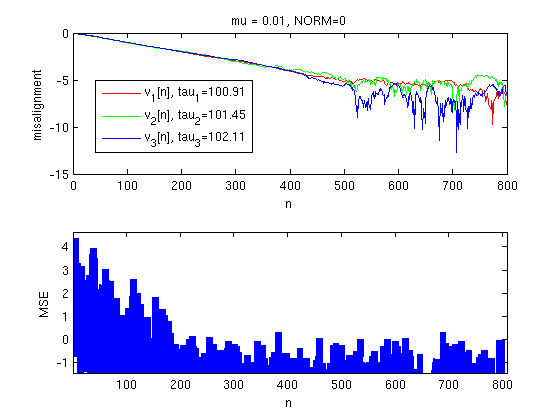 mu = 0.01, NORM=0
0
-5
-10
-15
misalignment
v1[n], tau1=100.91
v2[n], tau2=101.45
v3[n], tau3=102.11
0 100 200 300 400 500 600 700 800
n
4
3
2
1
0
-1
MSE
100 200 300 400 500 600 700 800
n